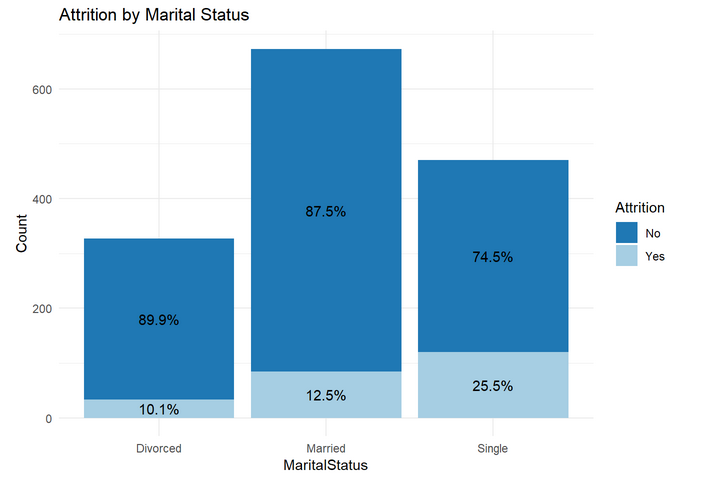 Attrition by Marital Status
Count
600
400
200
0
89.9%
10.1%
87.5%
12.5%
74.5%
25.5%
Divorced
Married
Single
MaritalStatus
Attrition
No
Yes